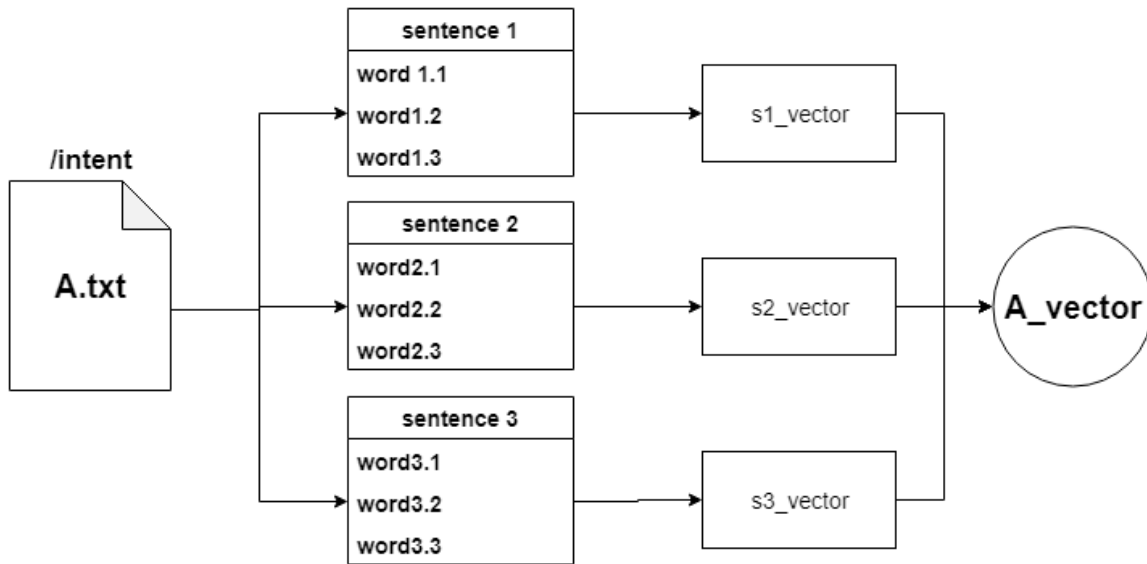 /intent
A.txt
sentence 1
word 1.1
word1.2
word1.3
sentence 2
word2.1
word2.2
word2.3
sentence 3
word3.1
word3.2
word3.3
s1_vector
s2_vector
s3_vector
A_vector